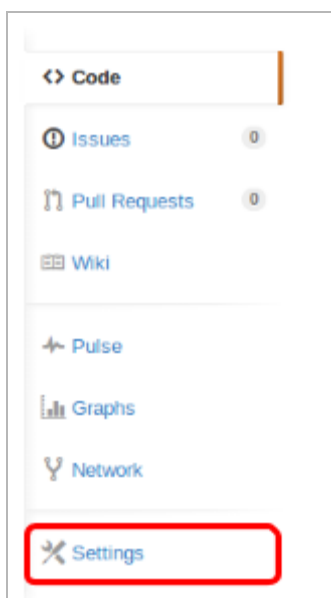 Code
Issues 0
Pull Requests 0
Wiki
Pulse
Graphs
Network
Settings